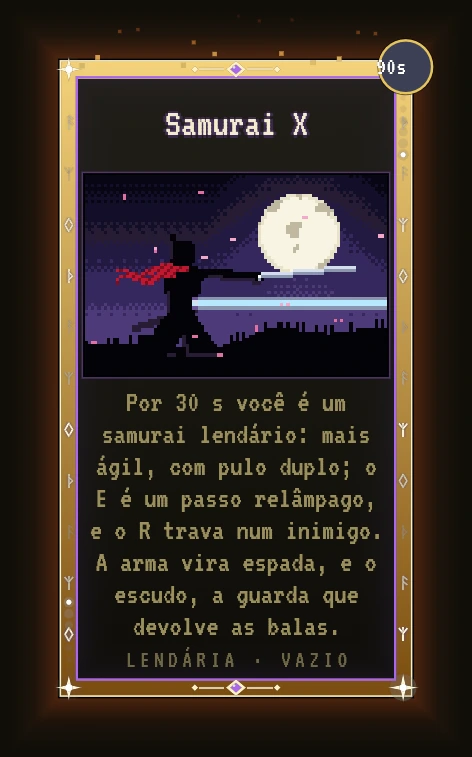 90s
Samurai X
Por 30 s você é um
samurai lendário: mais
ágil, com pulo duplo; o
E é um passo relâmpago,
e o R trava num inimigo.
A arma vira espada, e o
escudo, a guarda que
devolve as balas.
LENDÁRIA · VAZIO